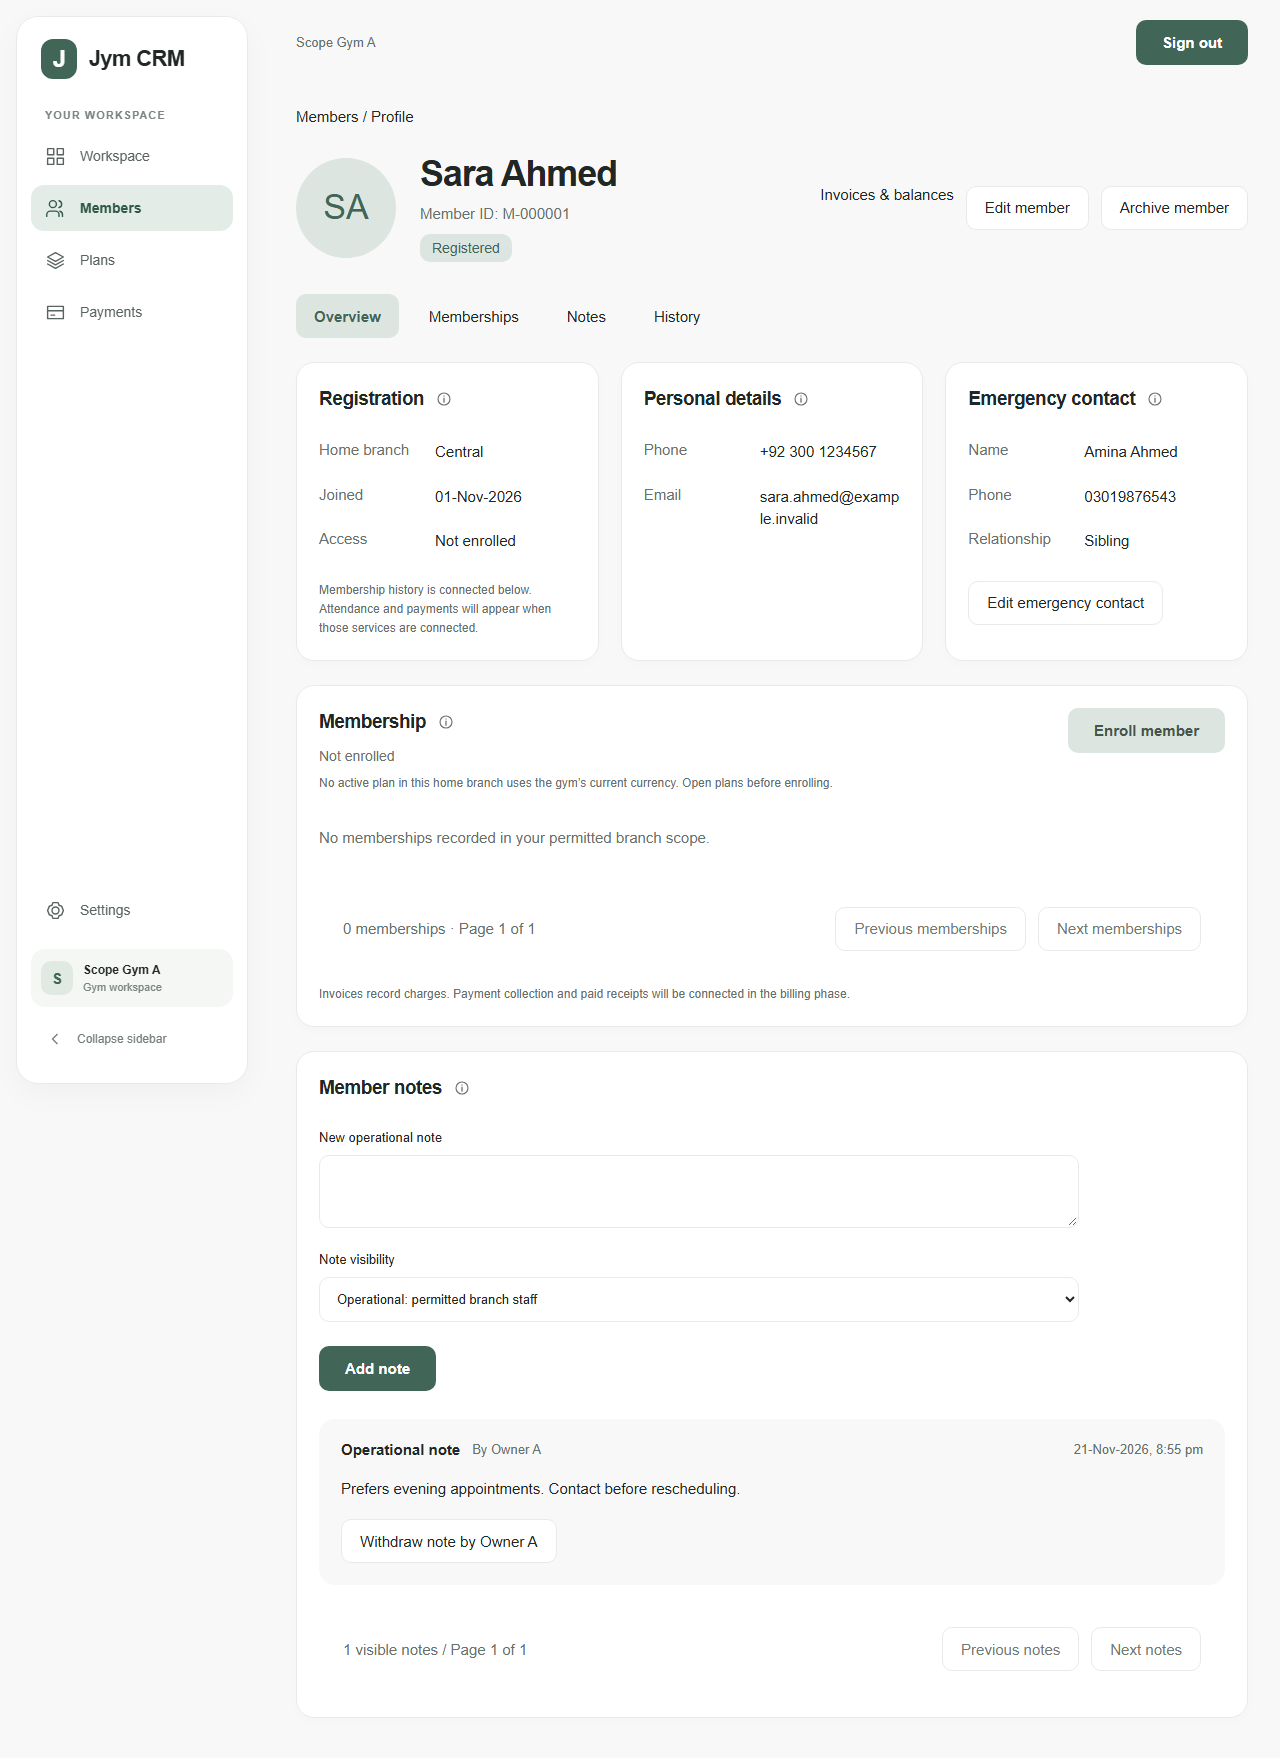 J Jym CRM
YOUR WORKSPACE
Workspace
Members
Plans
Payments
Settings
S
Scope Gym A
Gym workspace
Collapse sidebar
Scope Gym A
Sign out
Members / Profile
SA
Sara Ahmed
Member ID: M-000001
Registered
Invoices & balances
Edit member
Archive member
Overview
Memberships
Notes
History
Registration
Home branch Central
Joined 01-Nov-2026
Access Not enrolled
Membership history is connected below.
Attendance and payments will appear when
those services are connected.
Personal details
Phone +92 300 1234567
Email sara.ahmed@examp
le.invalid
Emergency contact
Name Amina Ahmed
Phone 03019876543
Relationship Sibling
Edit emergency contact
Membership
Enroll member
Not enrolled
No active plan in this home branch uses the gym's current currency. Open plans before enrolling.
No memberships recorded in your permitted branch scope.
0 memberships · Page 1 of 1
Previous memberships
Next memberships
Invoices record charges. Payment collection and paid receipts will be connected in the billing phase.
Member notes
New operational note
Note visibility
Operational: permitted branch staff
Add note
Operational note By Owner A 21-Nov-2026, 8:55 pm
Prefers evening appointments. Contact before rescheduling.
Withdraw note by Owner A
1 visible notes / Page 1 of 1
Previous notes
Next notes